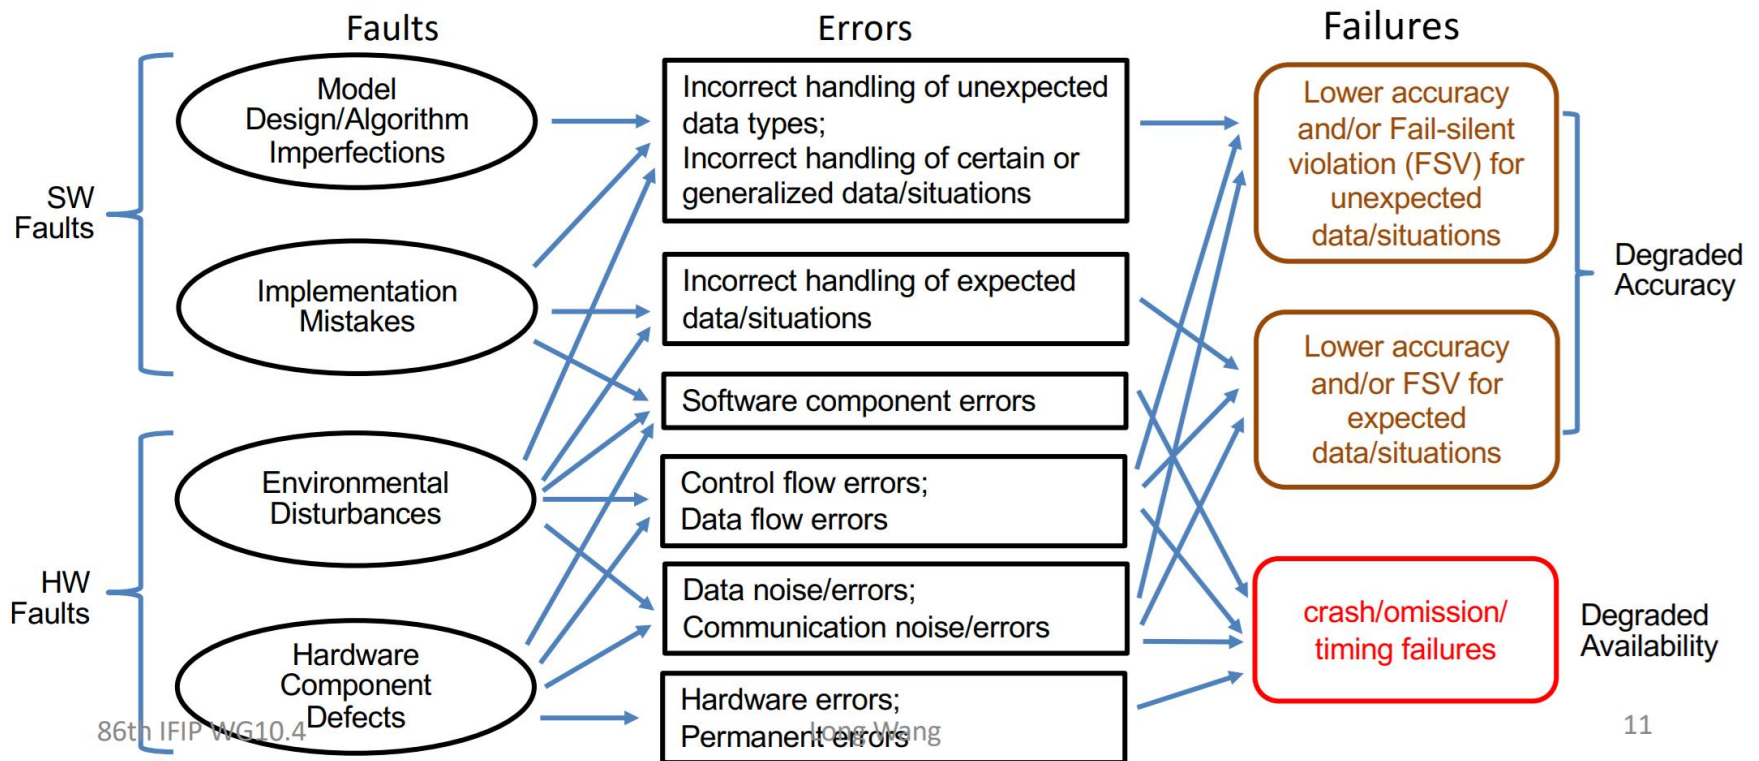 Faults
Errors
Failures
SW
Faults
HW
Faults
Model
Design/Algorithm
Imperfections
Implementation
Mistakes
Environmental
Disturbances
Hardware
Component
Defects
Incorrect handling of unexpected
data types;
Incorrect handling of certain or
generalized data/situations
Incorrect handling of expected
data/situations
Software component errors
Control flow errors;
Data flow errors
Data noise/errors;
Communication noise/errors
Hardware errors;
Permanent errors
Lower accuracy
and/or Fail-silent
violation (FSV) for
unexpected
data/situations
Lower accuracy
and/or FSV for
expected
data/situations
crash/omission/
timing failures
Degraded
Accuracy
Degraded
Availability
86th IFIP WG10.4
Long Wang
11